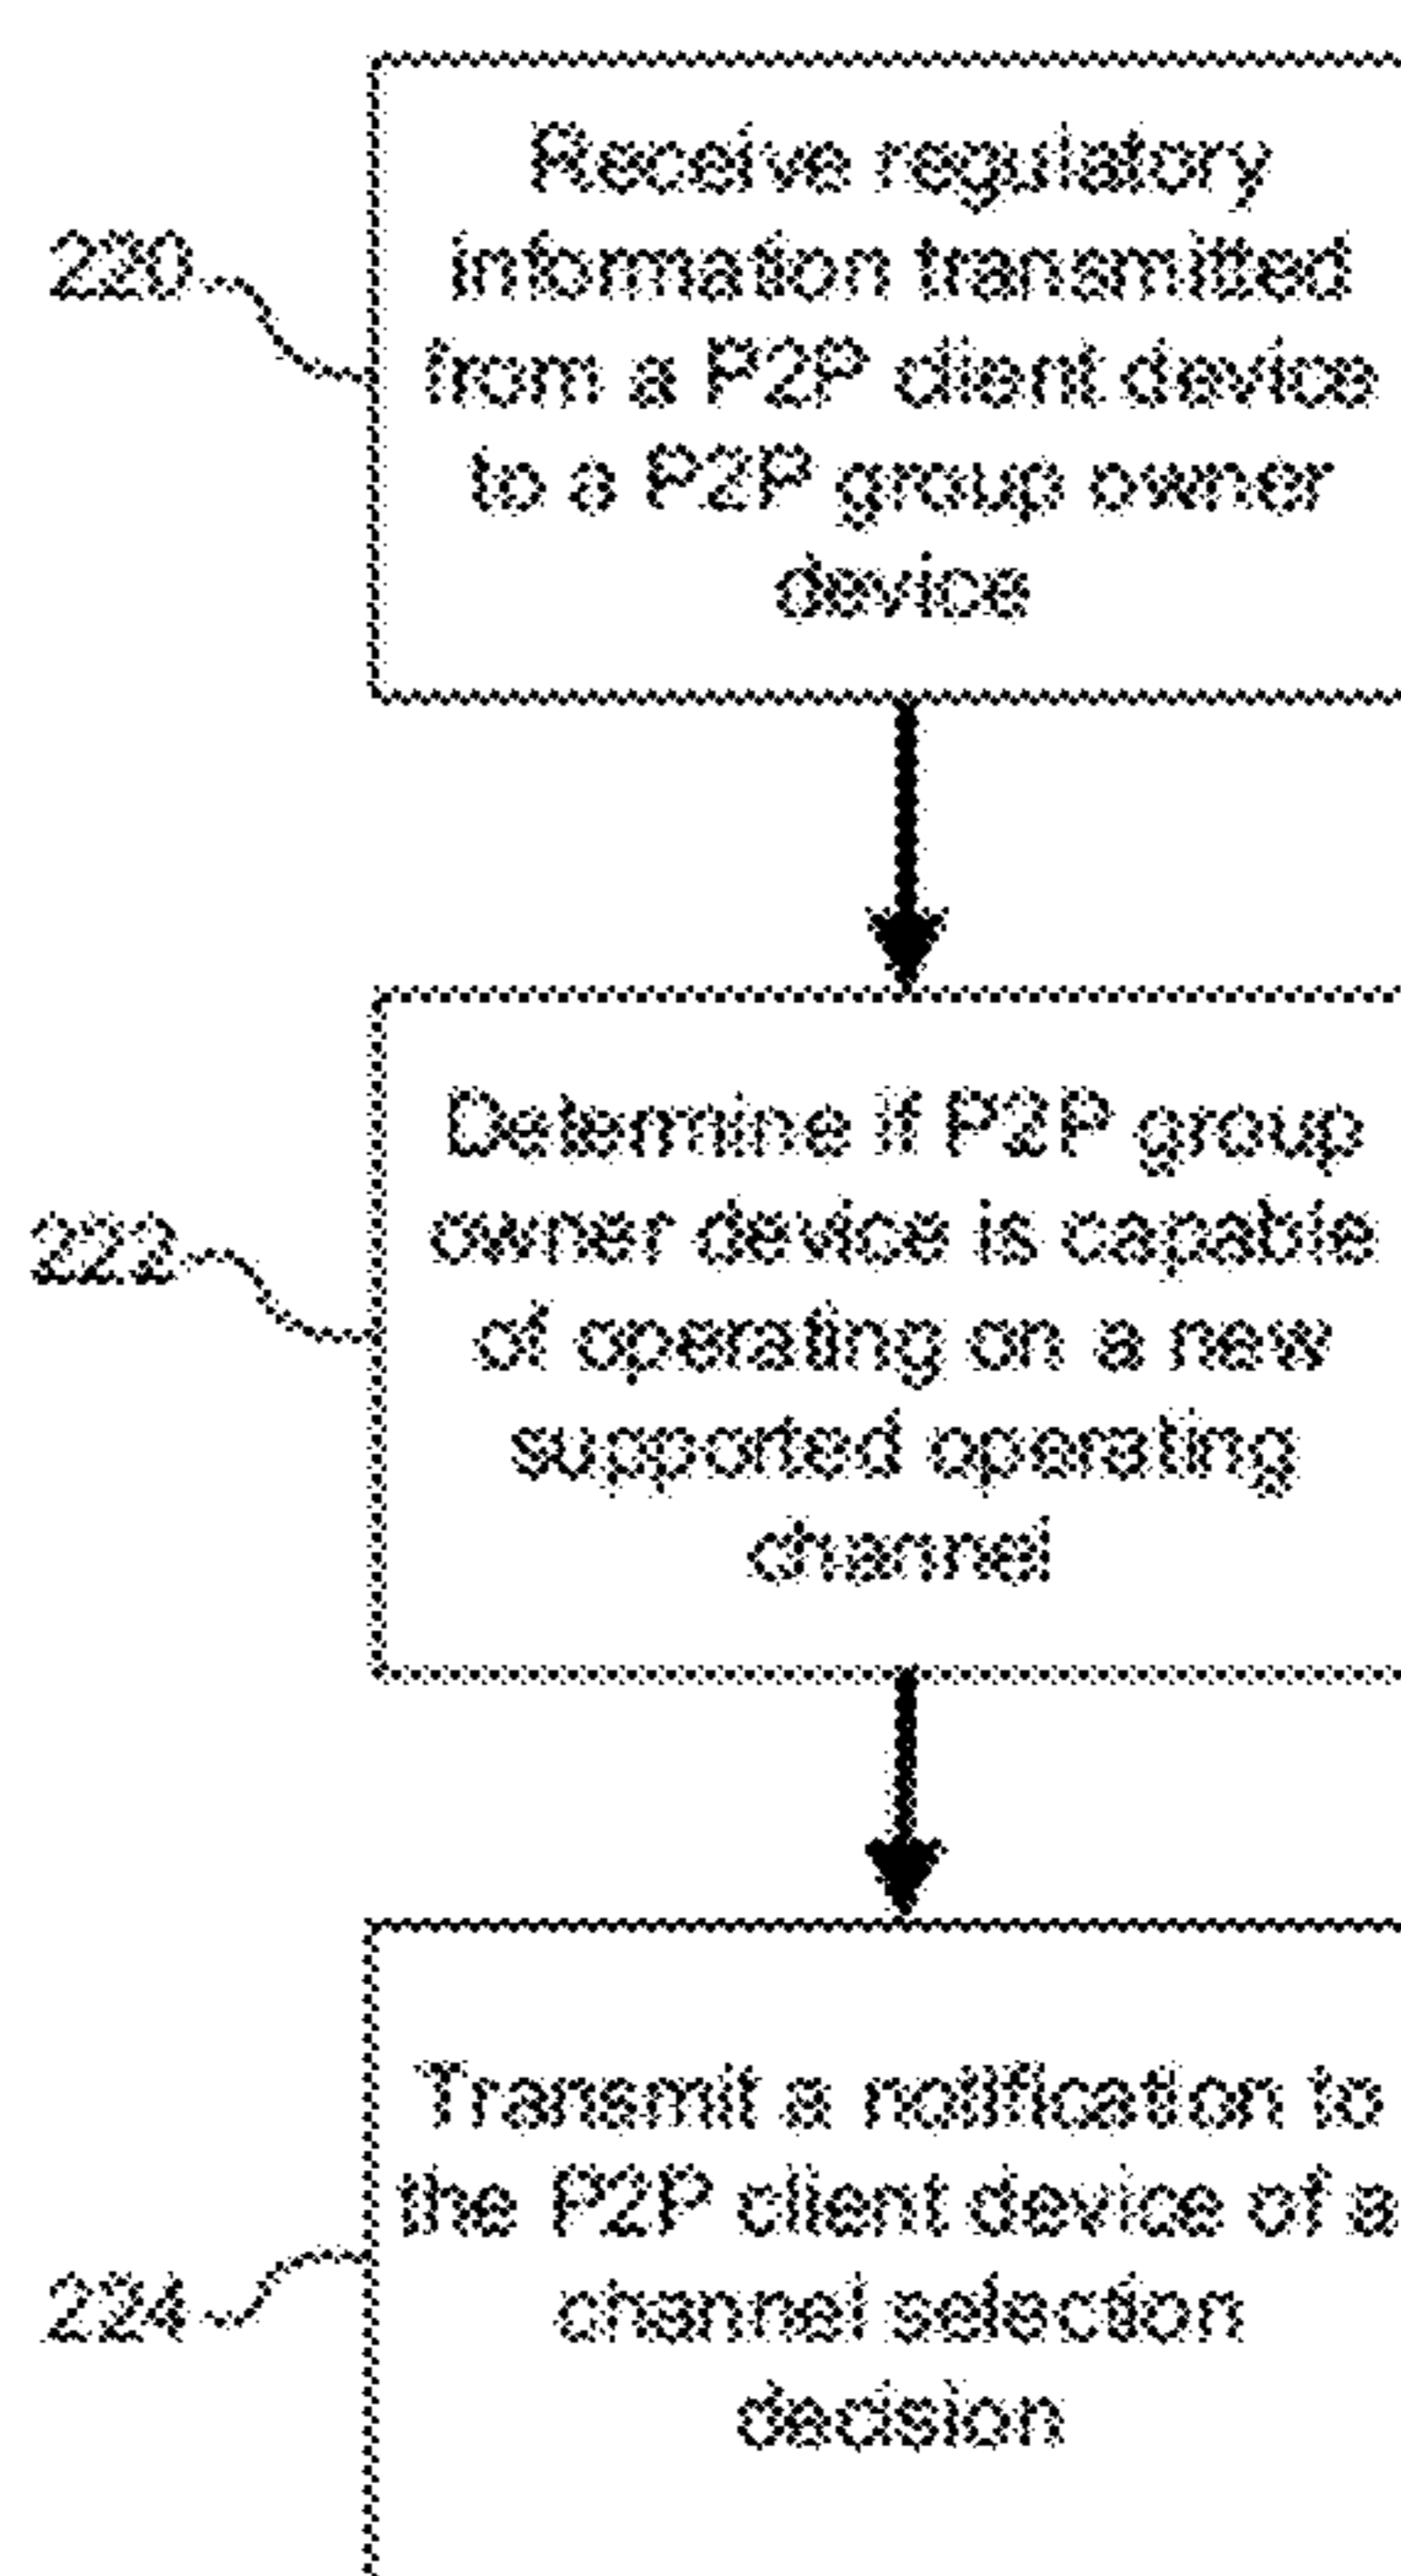 220
Receive regulatory
information transmitted
from a P2P client device
to a P2P group owner
device
222
Determine if P2P group
owner device is capable
of operating on a new
supported operating
channel
224
Transmit a notification to
the P2P client device of a
channel selection
decision